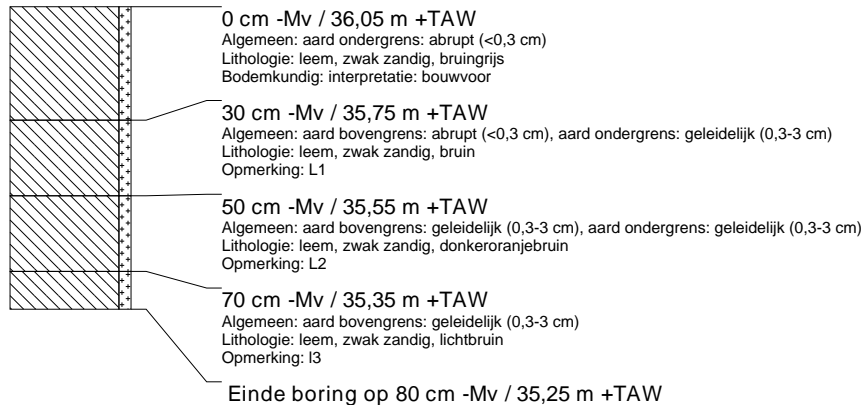 0 cm -Mv / 36,05 m +TAW
Algemeen: aard ondergrens: abrupt (<0,3 cm)
Lithologie: leem, zwak zandig, bruingrijs
Bodemkundig: interpretatie: bouwvoor
30 cm -Mv / 35,75 m +TAW
Algemeen: aard bovengrens: abrupt (<0,3 cm), aard ondergrens: geleidelijk (0,3-3 cm)
Lithologie: leem, zwak zandig, bruin
Opmerking: L1
50 cm -Mv / 35,55 m +TAW
Algemeen: aard bovengrens: geleidelijk (0,3-3 cm), aard ondergrens: geleidelijk (0,3-3 cm)
Lithologie: leem, zwak zandig, donkeroranjebruin
Opmerking: L2
70 cm -Mv / 35,35 m +TAW
Algemeen: aard bovengrens: geleidelijk (0,3-3 cm)
Lithologie: leem, zwak zandig, lichtbruin
Opmerking: l3
Einde boring op 80 cm -Mv / 35,25 m +TAW